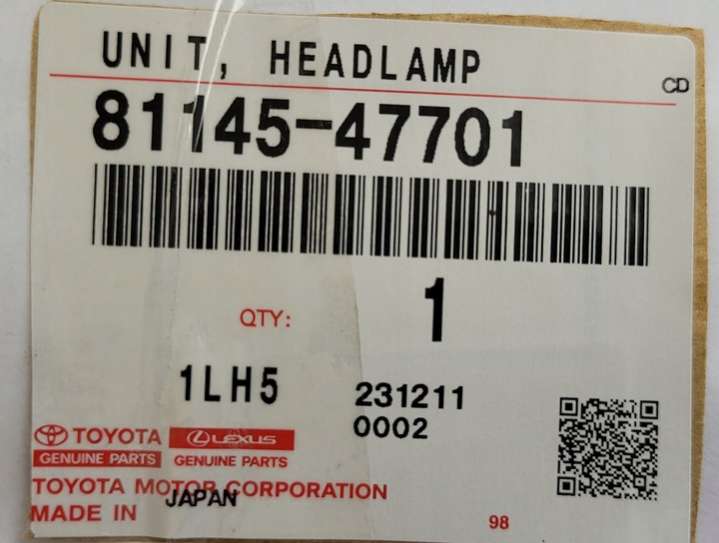 UNIT, HEADLAMP
CD
81145-47701
QTY: 1
1LH5 231211
0002
TOYOTA LEXUS
GENUINE PARTS GENUINE PARTS
TOYOTA MOTOR CORPORATION
MADE IN JAPAN
98